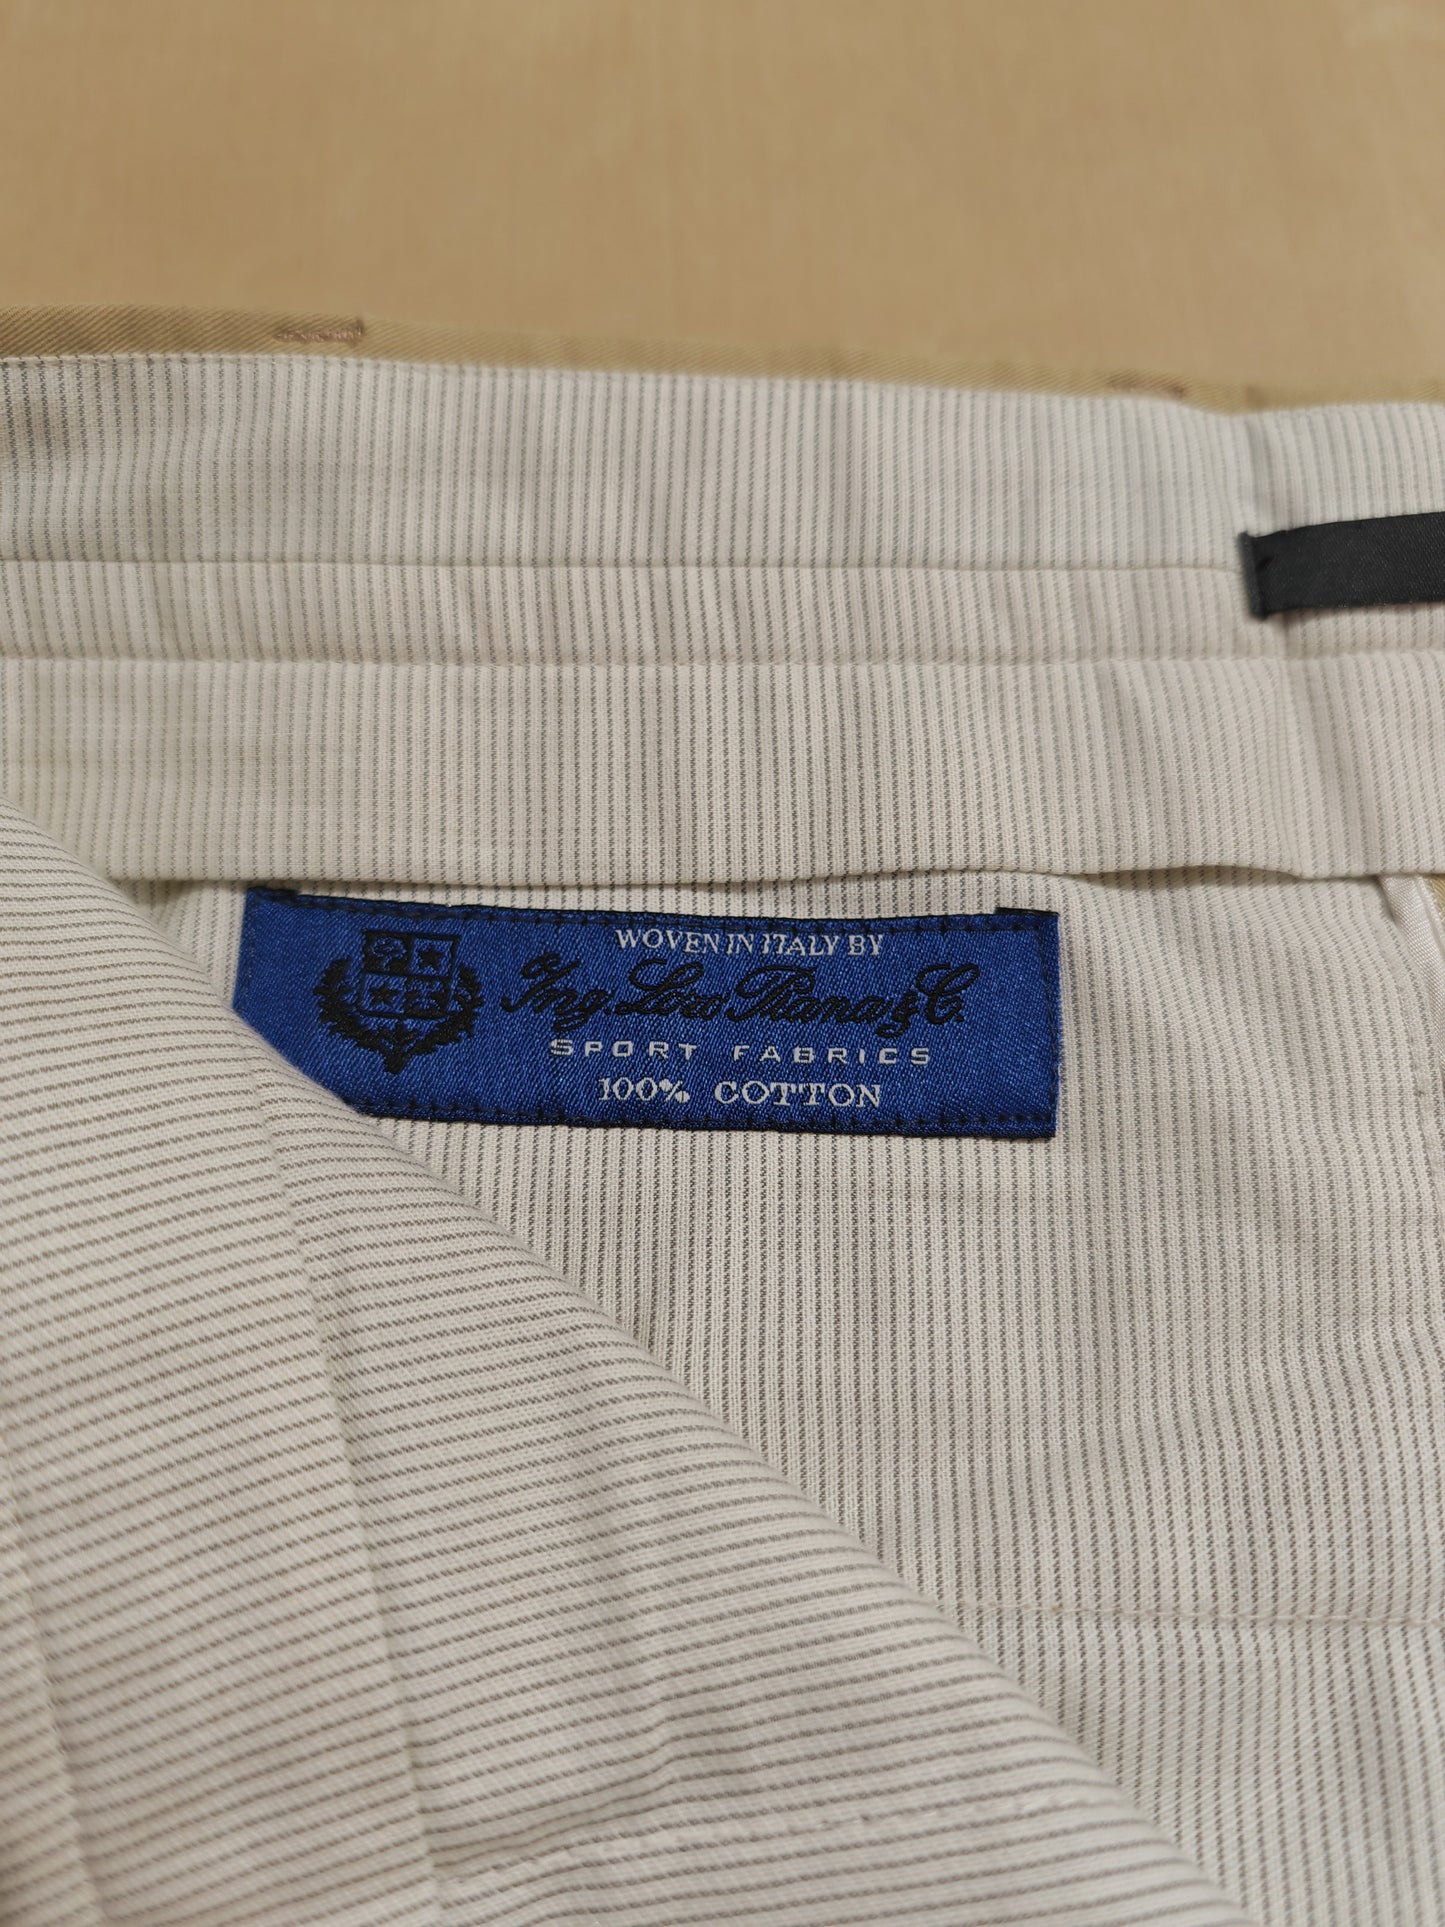 WOVEN IN ITALY BY
Ing. Loro Piana & C.
SPORT FABRICS
100% COTTON